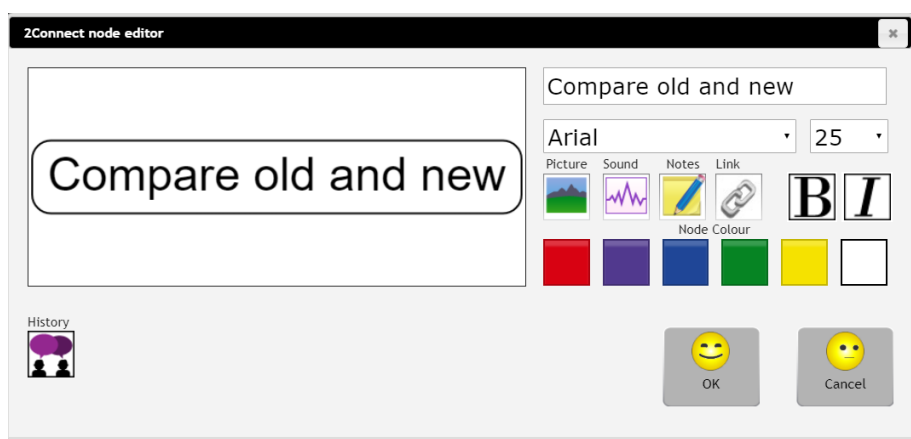 2Connect node editor
Compare old and new
Compare old and new
Arial
25
Picture Sound Notes Link
B I
Node Colour
History
OK
Cancel